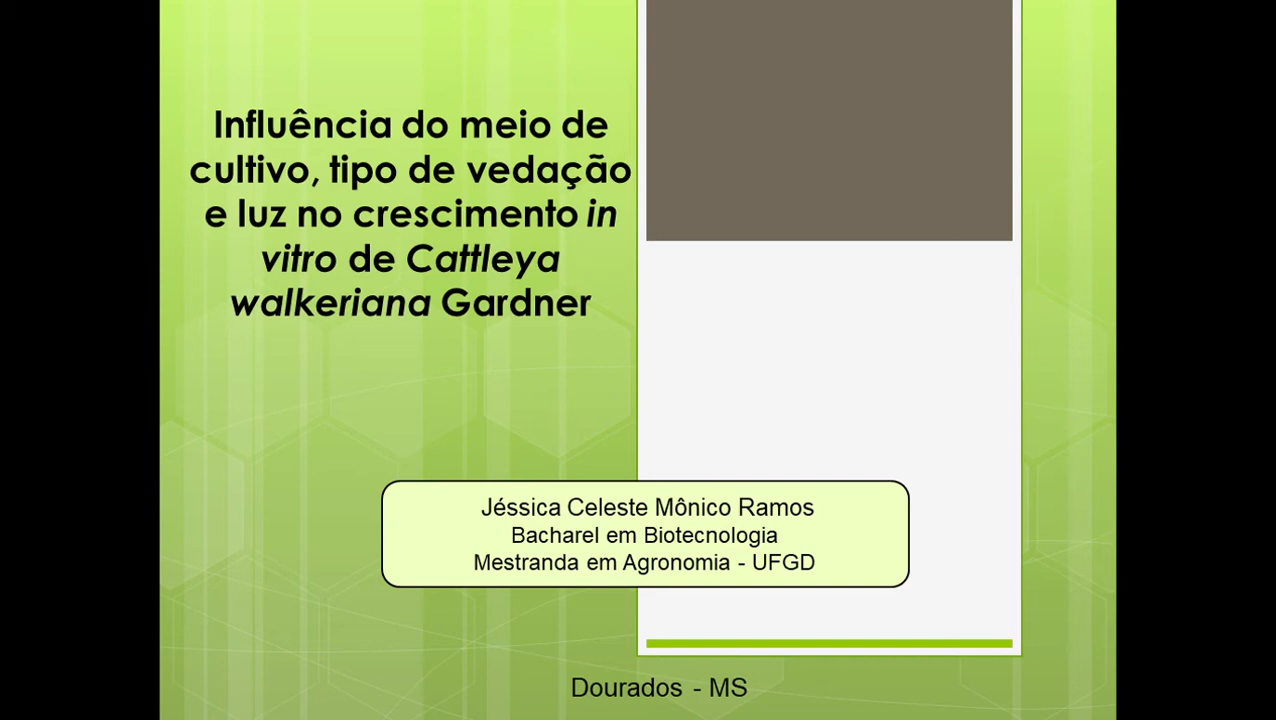 Influência do meio de
cultivo, tipo de vedação
e luz no crescimento in
vitro de Cattleya
walkeriana Gardner
Jéssica Celeste Mônico Ramos
Bacharel em Biotecnologia
Mestranda em Agronomia - UFGD
Dourados - MS